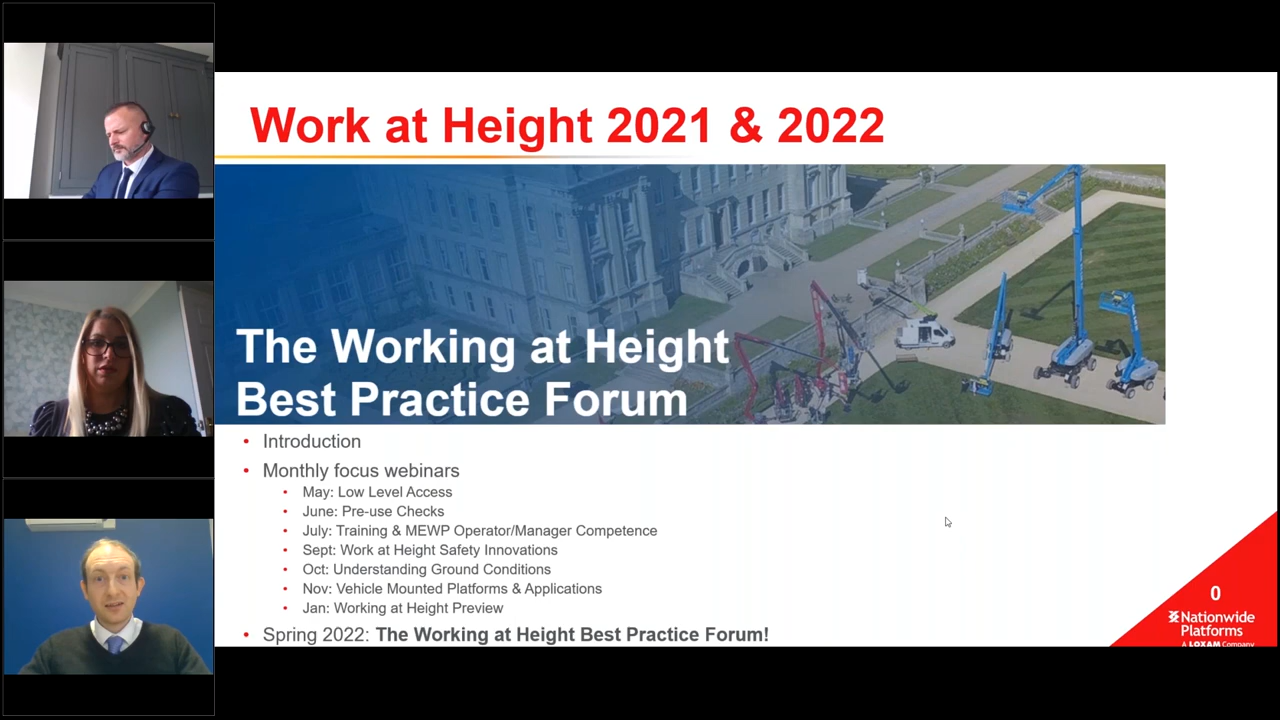 Work at Height 2021 & 2022
The Working at Height
Best Practice Forum
• Introduction
• Monthly focus webinars
• May: Low Level Access
• June: Pre-use Checks
• July: Training & MEWP Operator/Manager Competence
• Sept: Work at Height Safety Innovations
• Oct: Understanding Ground Conditions
• Nov: Vehicle Mounted Platforms & Applications
• Jan: Working at Height Preview
• Spring 2022: The Working at Height Best Practice Forum!
0
Nationwide
Platforms
A LOXAM Company